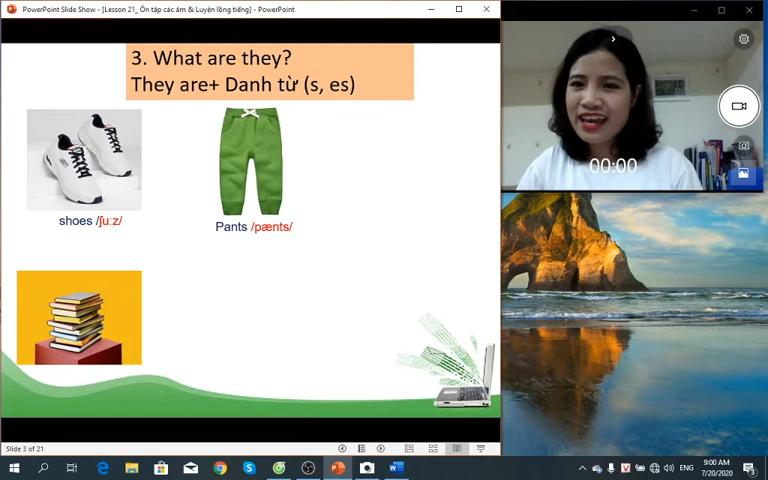 PowerPoint Slide Show - [Lesson 21_ Ôn tập các âm & Luyện lồng tiếng] - PowerPoint
3. What are they?
They are+ Danh từ (s, es)
shoes /ʃuːz/
Pants /pænts/
00:00
Slide 3 of 21
ENG
9:00 AM
7/20/2020